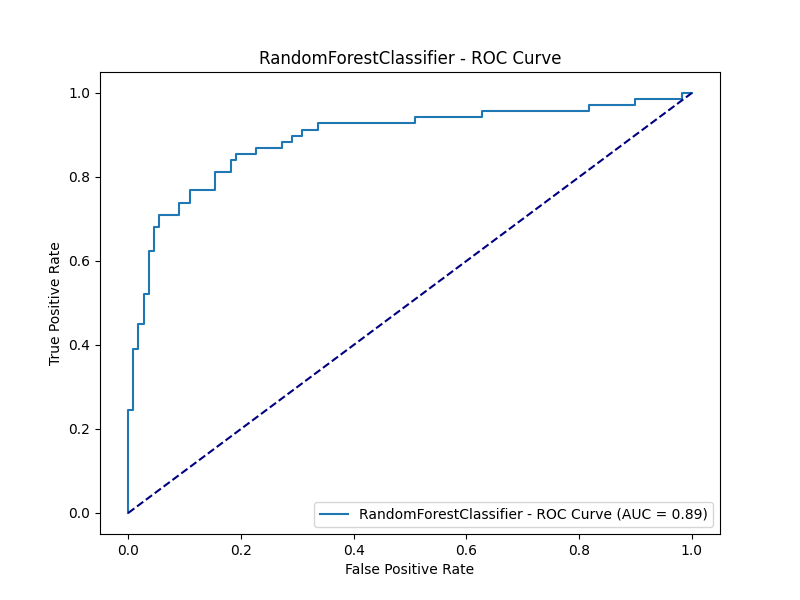 RandomForestClassifier - ROC Curve
1.0
0.8
0.6
0.4
0.2
0.0
True Positive Rate
RandomForestClassifier - ROC Curve (AUC = 0.89)
0.0 0.2 0.4 0.6 0.8 1.0
False Positive Rate